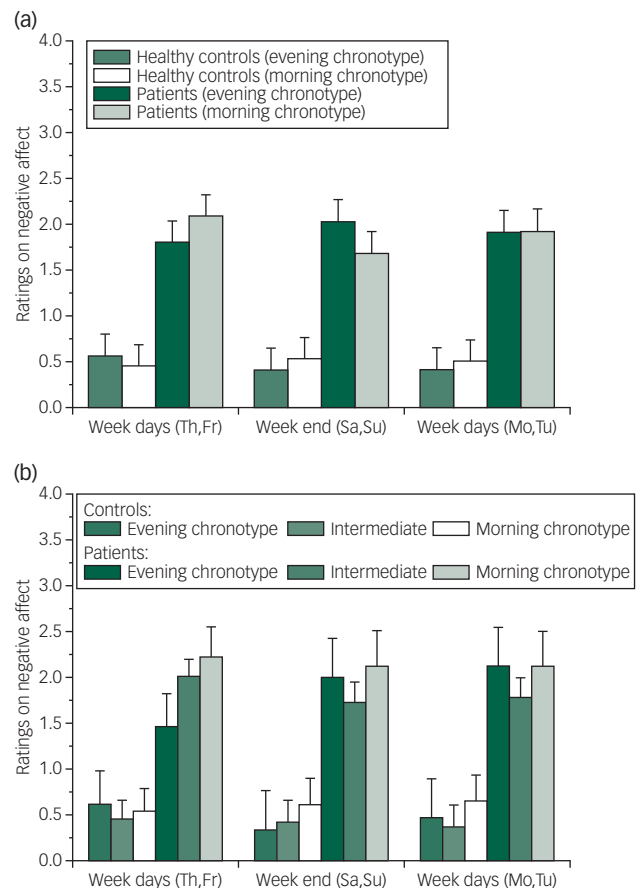 (a)
4.0
3.5
3.0
2.5
2.0
1.5
1.0
0.5
0.0
Ratings on negative affect
Healthy controls (evening chronotype)
Healthy controls (morning chronotype)
Patients (evening chronotype)
Patients (morning chronotype)
Week days (Th,Fr) Week end (Sa,Su) Week days (Mo,Tu)
(b)
4.0
3.5
3.0
2.5
2.0
1.5
1.0
0.5
0.0
Ratings on negative affect
Controls:
Evening chronotype Intermediate Morning chronotype
Patients:
Evening chronotype Intermediate Morning chronotype
Week days (Th,Fr) Week end (Sa,Su) Week days (Mo,Tu)